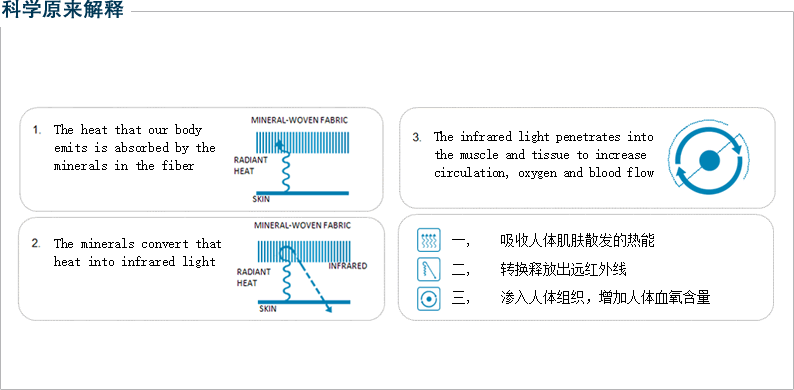 科学原来解释
1. The heat that our body
emits is absorbed by the
minerals in the fiber
MINERAL-WOVEN FABRIC
RADIANT
HEAT
SKIN
2. The minerals convert that
heat into infrared light
MINERAL-WOVEN FABRIC
INFRARED
RADIANT
HEAT
SKIN
3. The infrared light penetrates into
the muscle and tissue to increase
circulation, oxygen and blood flow
一， 吸收人体肌肤散发的热能
二， 转换释放出远红外线
三， 渗入人体组织，增加人体血氧含量